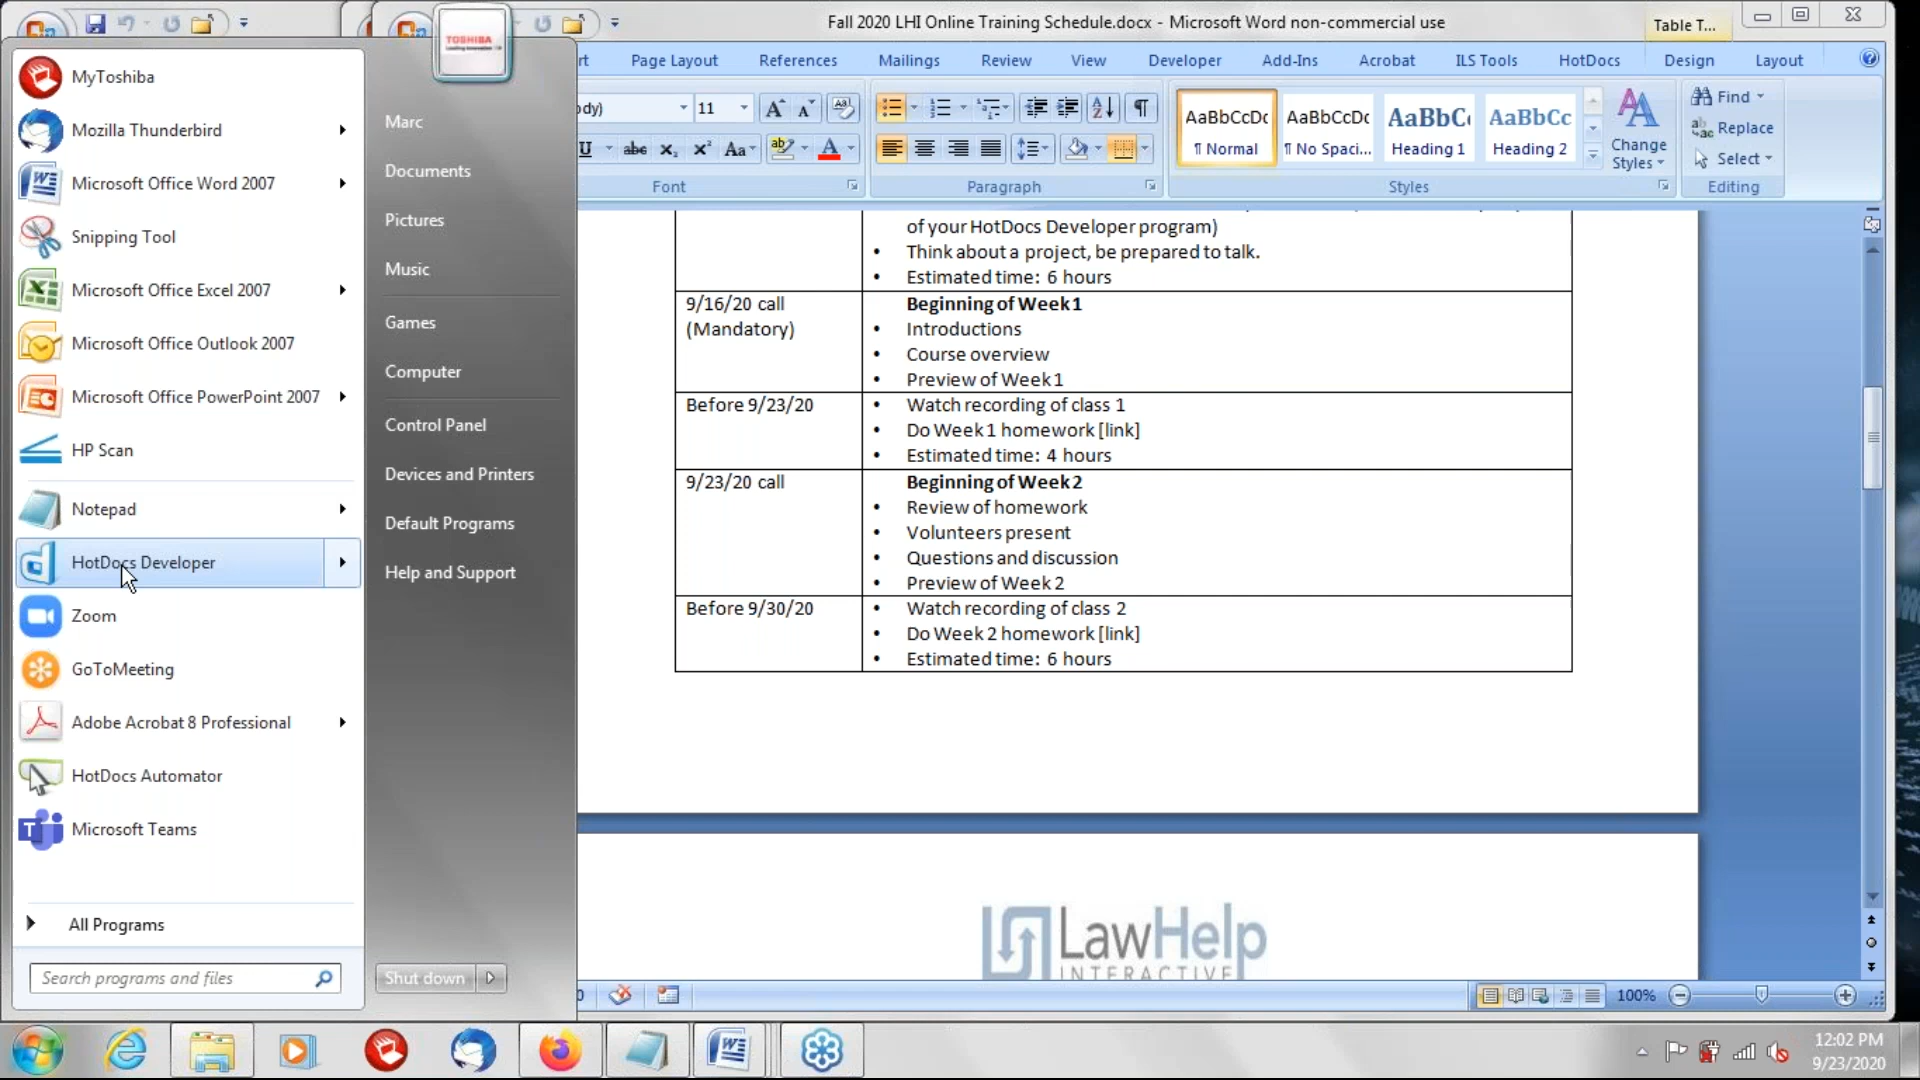 Fall 2020 LHI Online Training Schedule.docx - Microsoft Word non-commercial use
Table T...
TOSHIBA
Page Layout
References
Mailings
Review
View
Developer
Add-Ins
Acrobat
ILS Tools
HotDocs
Design
Layout
11
Aa
AaBbCcDc
¶ Normal
AaBbCcDc
¶ No Spaci...
AaBbC
Heading 1
AaBbCc
Heading 2
Change
Styles
Find
Replace
Select
Font
Paragraph
Styles
Editing
MyToshiba
Mozilla Thunderbird
Microsoft Office Word 2007
Snipping Tool
Microsoft Office Excel 2007
Microsoft Office Outlook 2007
Microsoft Office PowerPoint 2007
HP Scan
Notepad
HotDocs Developer
Zoom
GoToMeeting
Adobe Acrobat 8 Professional
HotDocs Automator
Microsoft Teams
All Programs
Search programs and files
Marc
Documents
Pictures
Music
Games
Computer
Control Panel
Devices and Printers
Default Programs
Help and Support
Shut down
of your HotDocs Developer program)
• Think about a project, be prepared to talk.
• Estimated time: 6 hours
9/16/20 call
(Mandatory)
Beginning of Week 1
• Introductions
• Course overview
• Preview of Week 1
Before 9/23/20
• Watch recording of class 1
• Do Week 1 homework [link]
• Estimated time: 4 hours
9/23/20 call
Beginning of Week 2
• Review of homework
• Volunteers present
• Questions and discussion
• Preview of Week 2
Before 9/30/20
• Watch recording of class 2
• Do Week 2 homework [link]
• Estimated time: 6 hours
LawHelp
INTERACTIVE
100%
12:02 PM
9/23/2020